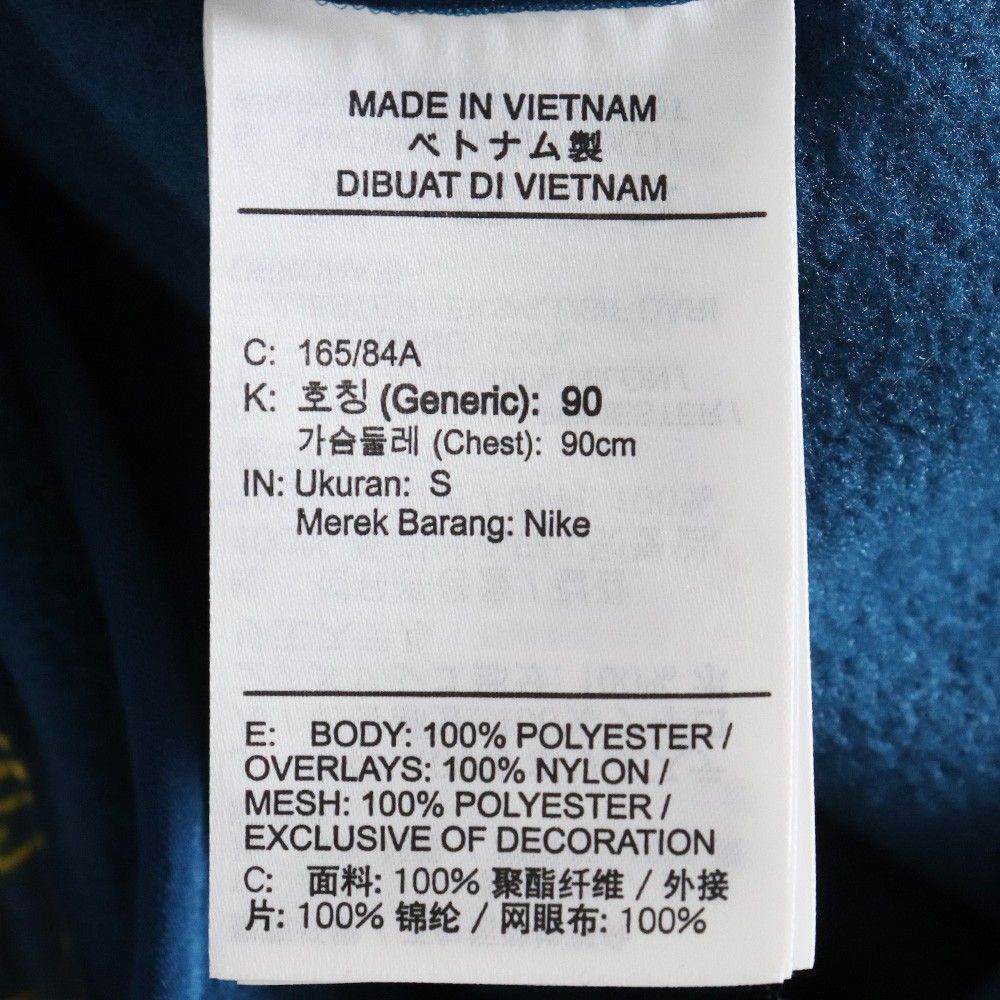 MADE IN VIETNAM
ベトナム製
DIBUAT DI VIETNAM
C: 165/84A
K: 호칭 (Generic): 90
가슴둘레 (Chest): 90cm
IN: Ukuran: S
Merek Barang: Nike
E: BODY: 100% POLYESTER /
OVERLAYS: 100% NYLON /
MESH: 100% POLYESTER /
EXCLUSIVE OF DECORATION
C: 面料: 100% 聚酯纤维 / 外接
片: 100% 锦纶 / 网眼布: 100%